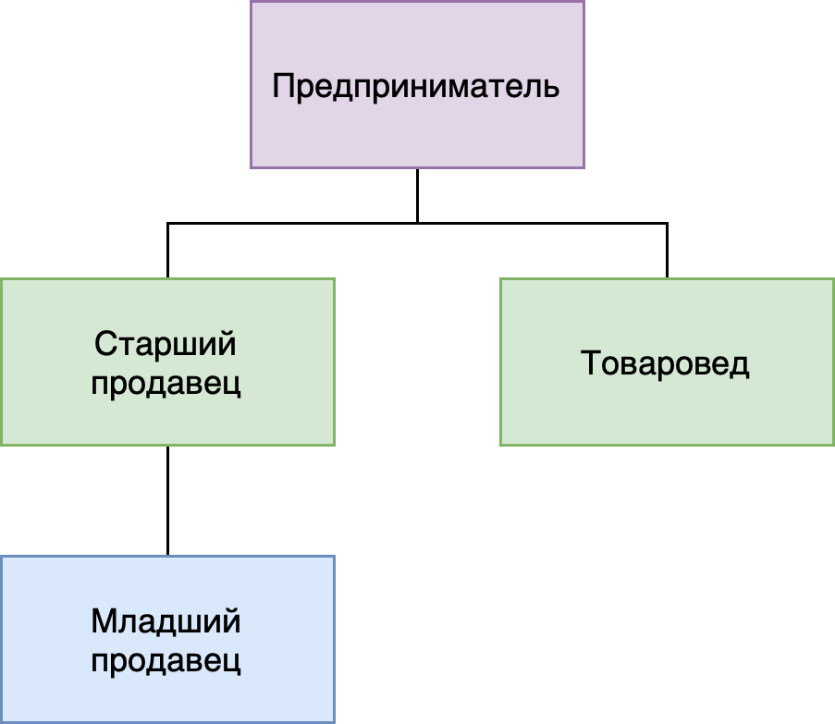 Предприниматель
Старший
продавец
Товаровед
Младший
продавец